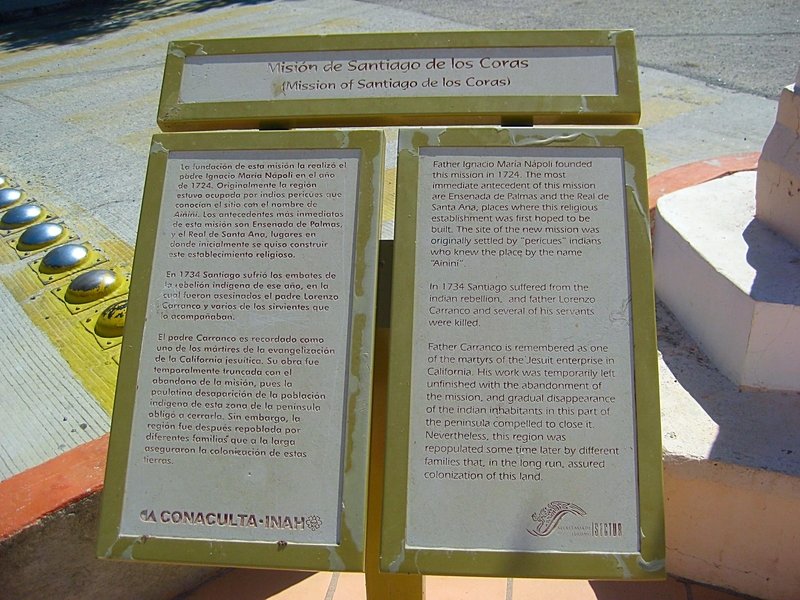 Misión de Santiago de los Coras
(Mission of Santiago de los Coras)
La fundación de esta misión la realizó el
padre Ignacio María Nápoli en el año
de 1724. Originalmente la región
estuvo ocupada por indios pericues que
conocían el sitio con el nombre de
Aiñiní. Los antecedentes mas inmediatos
de esta misión son Ensenada de Palmas,
y el Real de Santa Ana, lugares en
donde inicialmente se quiso construir
este establecimiento religioso.
En 1734 Santiago sufrió los embates de
la rebelión indígena de ese año, en la
cual fueron asesinados el padre Lorenzo
Carranco y varios de los sirvientes que
lo acompañaban.
El padre Carranco es recordado como
uno de los mártires de la evangelización
de la California jesuítica. Su obra fue
temporalmente truncada con el
abandono de la misión, pues la
paulatina desaparición de la población
indígena de esta zona de la península
obligó a cerrarla. Sin embargo, la
región fue después repoblada por
diferentes familias que a la larga
aseguraron la colonización de estas
tierras.
CONACULTA·INAH
Father Ignacio María Nápoli founded
this mission in 1724. The most
immediate antecedent of this mission
are Ensenada de Palmas and the Real de
Santa Ana, places where this religious
establishment was first hoped to be
built. The site of the new mission was
originally settled by "pericues" indians
who knew the place by the name
"Aiñiní".
In 1734 Santiago suffered from the
indian rebellion, and father Lorenzo
Carranco and several of his servants
were killed.
Father Carranco is remembered as one
of the martyrs of the Jesuit enterprise in
California. His work was temporarily left
unfinished with the abandonment of
the mission, and gradual disappearance
of the indian inhabitants in this part of
the peninsula compelled to close it.
Nevertheless, this region was
repopulated some time later by different
families that, in the long run, assured
colonization of this land.
SECTUR